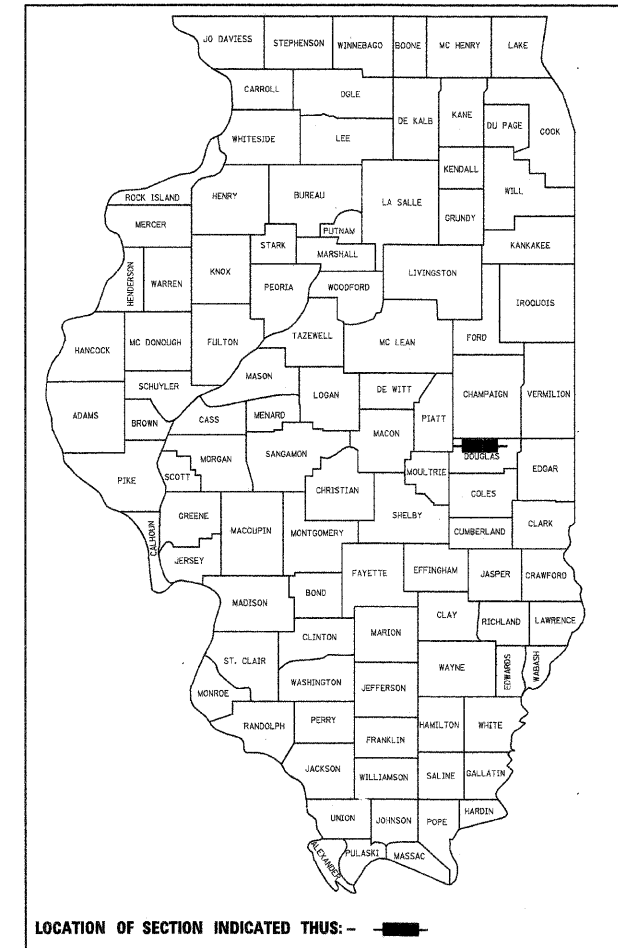 JO DAVIESS
STEPHENSON
WINNEBAGO
BOONE
MC HENRY
LAKE
CARROLL
OGLE
DE KALB
KANE
DU PAGE
COOK
WHITESIDE
LEE
KENDALL
WILL
ROCK ISLAND
HENRY
BUREAU
LA SALLE
GRUNDY
MERCER
PUTNAM
STARK
MARSHALL
KANKAKEE
HENDERSON
WARREN
KNOX
PEORIA
WOODFORD
LIVINGSTON
IROQUOIS
HANCOCK
MC DONOUGH
FULTON
TAZEWELL
MC LEAN
FORD
SCHUYLER
MASON
LOGAN
DE WITT
CHAMPAIGN
VERMILION
ADAMS
BROWN
CASS
MENARD
MACON
PIATT
PIKE
SCOTT
MORGAN
SANGAMON
CHRISTIAN
MOULTRIE
DOUGLAS
EDGAR
COLES
CALHOUN
GREENE
MACOUPIN
MONTGOMERY
SHELBY
CUMBERLAND
CLARK
JERSEY
FAYETTE
EFFINGHAM
JASPER
CRAWFORD
MADISON
BOND
CLAY
RICHLAND
LAWRENCE
CLINTON
MARION
ST. CLAIR
WAYNE
EDWARDS
WABASH
MONROE
WASHINGTON
JEFFERSON
RANDOLPH
PERRY
HAMILTON
WHITE
FRANKLIN
JACKSON
WILLIAMSON
SALINE
GALLATIN
UNION
JOHNSON
POPE
HARDIN
ALEXANDER
PULASKI
MASSAC
LOCATION OF SECTION INDICATED THUS: -